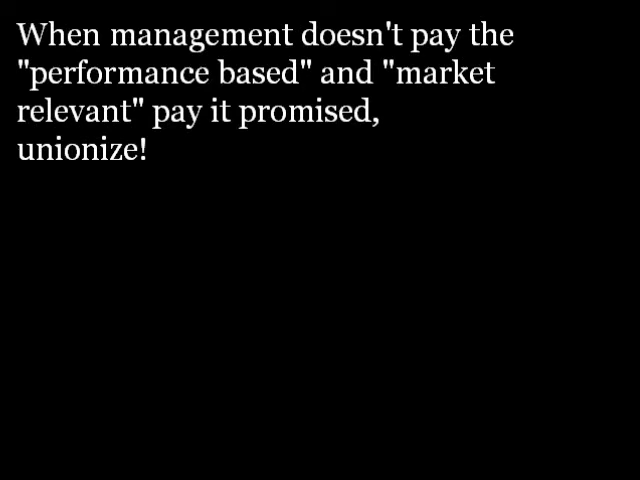 When management doesn't pay the
"performance based" and "market
relevant" pay it promised,
unionize!